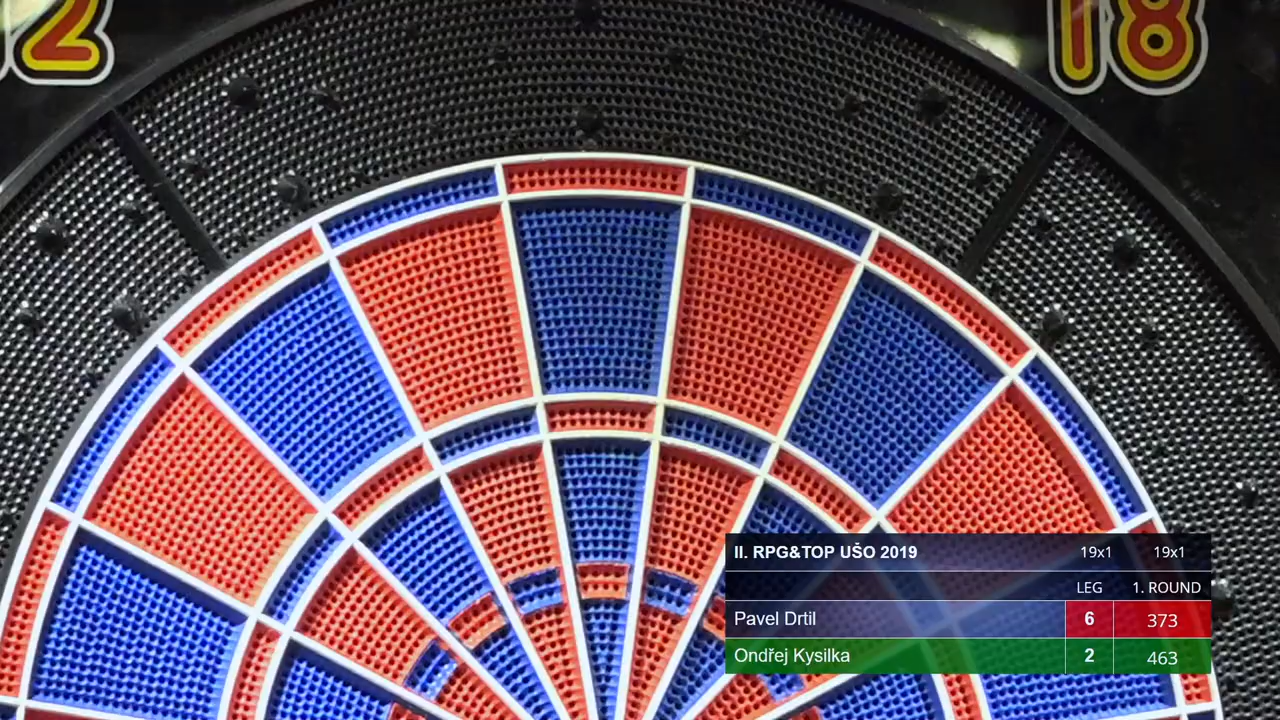 2
18
II. RPG&TOP UŠO 2019 19x1 19x1
LEG 1. ROUND
Pavel Drtil 6 373
Ondřej Kysilka 2 463